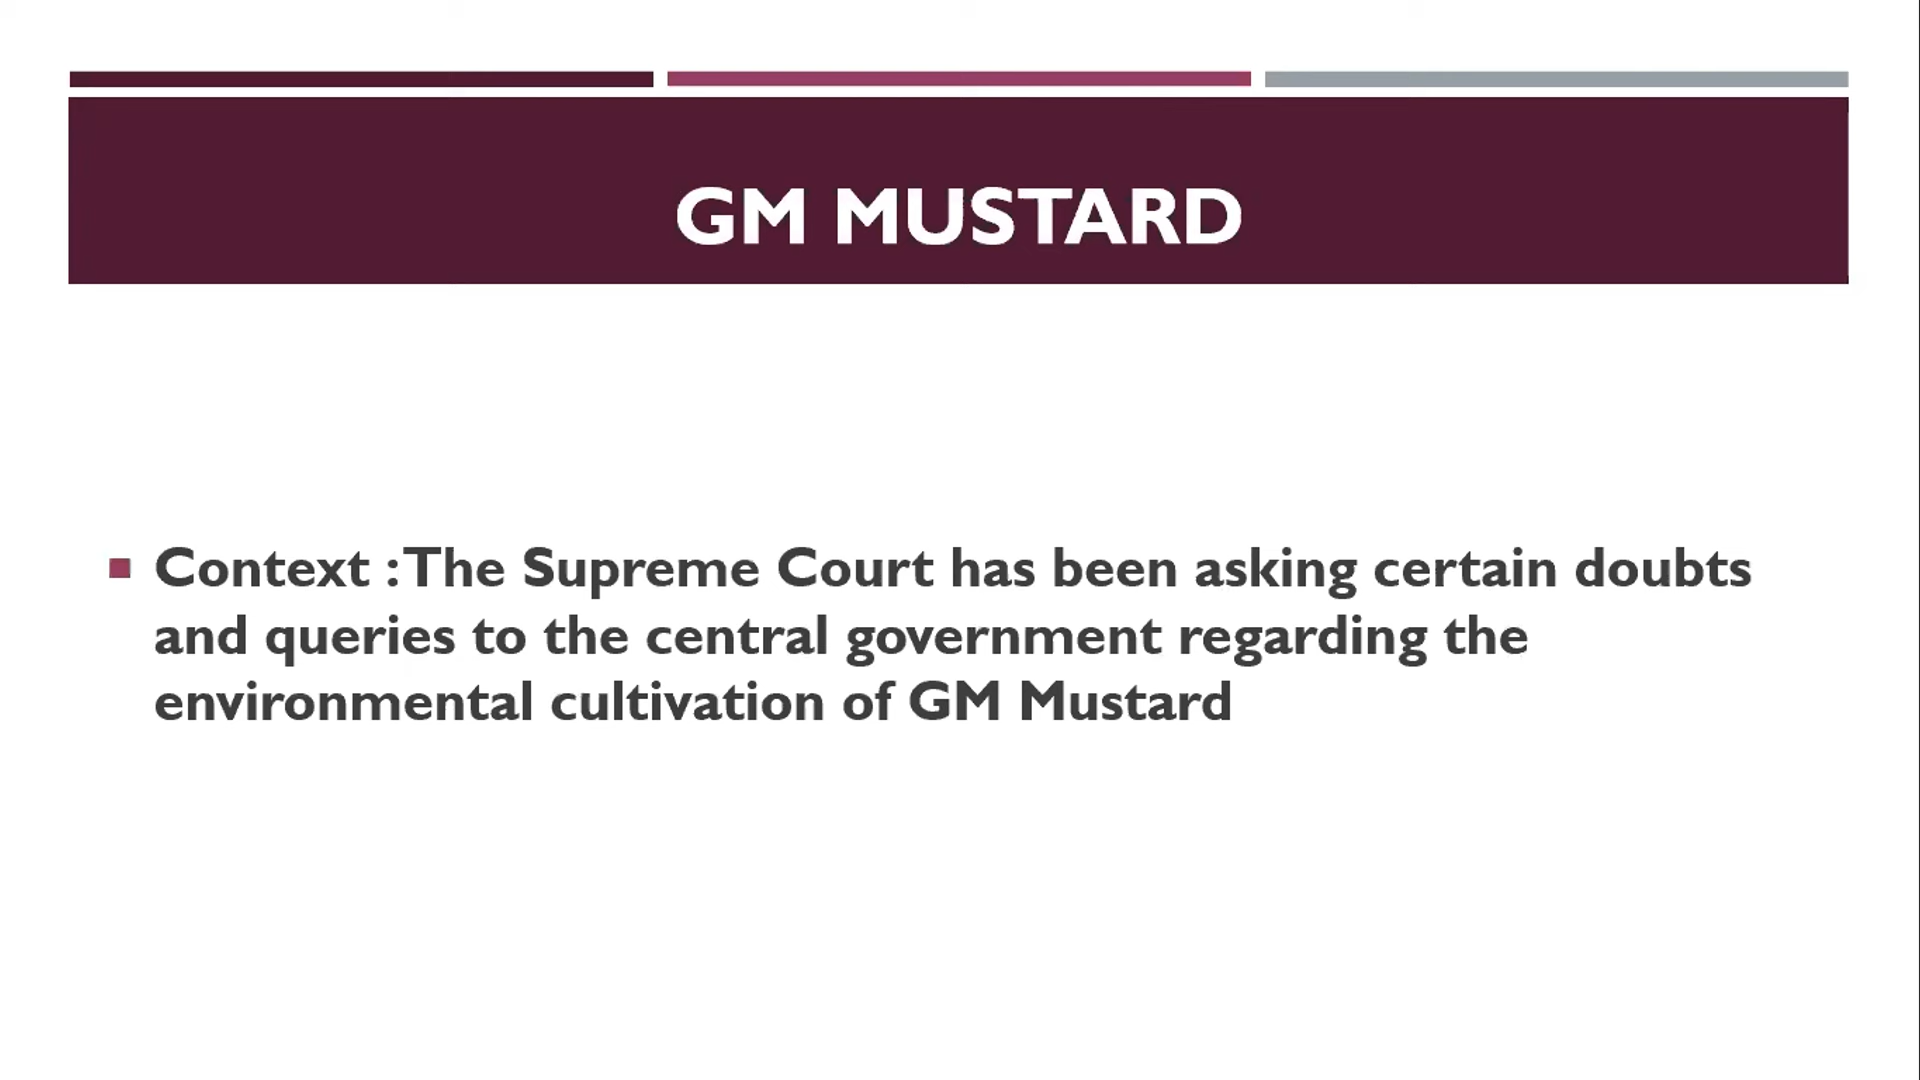 GM MUSTARD
Context : The Supreme Court has been asking certain doubts
and queries to the central government regarding the
environmental cultivation of GM Mustard